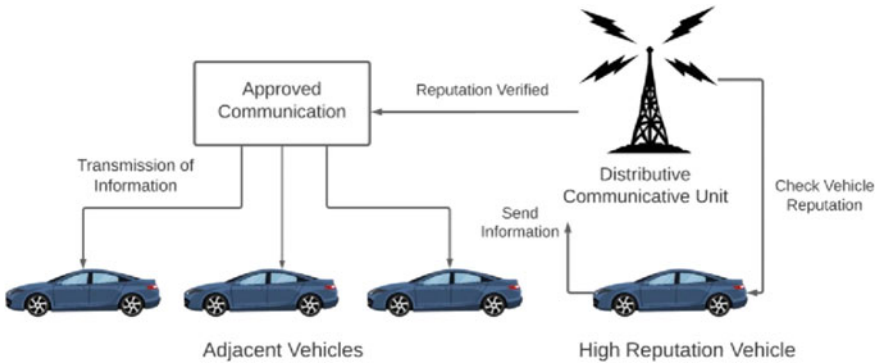 Approved
Communication
Reputation Verified
Transmission of
Information
Distributive
Communicative Unit
Check Vehicle
Reputation
Send
Information
Adjacent Vehicles
High Reputation Vehicle